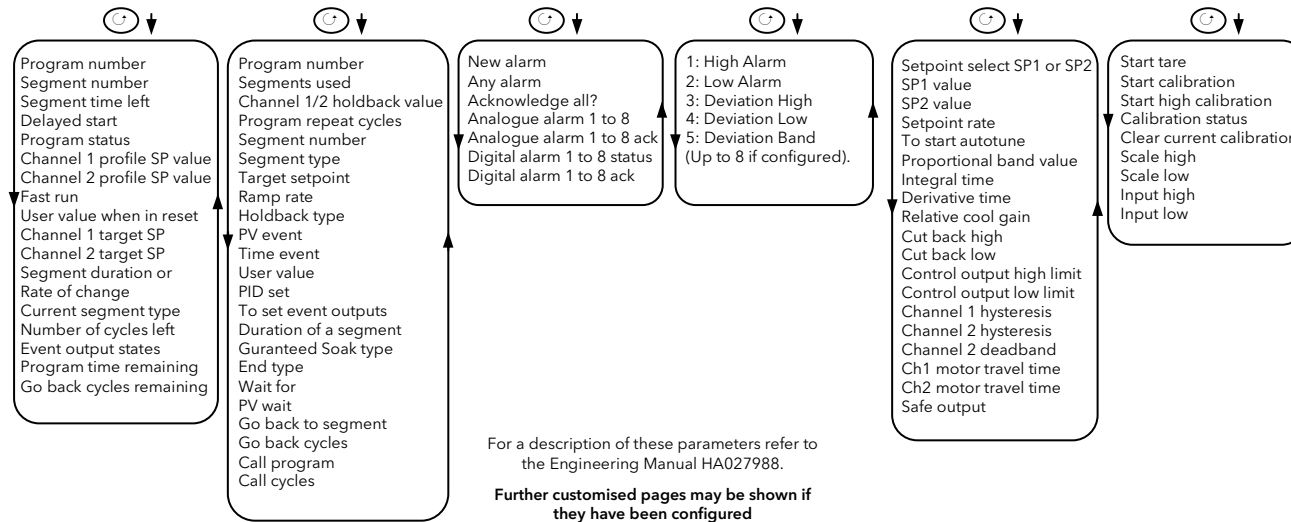 Program number
Segment number
Segment time left
Delayed start
Program status
Channel 1 profile SP value
Channel 2 profile SP value
Fast run
User value when in reset
Channel 1 target SP
Channel 2 target SP
Segment duration or
Rate of change
Current segment type
Number of cycles left
Event output states
Program time remaining
Go back cycles remaining
Program number
Segments used
Channel 1/2 holdback value
Program repeat cycles
Segment number
Segment type
Target setpoint
Ramp rate
Holdback type
PV event
Time event
User value
PID set
To set event outputs
Duration of a segment
Guranteed Soak type
End type
Wait for
PV wait
Go back to segment
Go back cycles
Call program
Call cycles
New alarm
Any alarm
Acknowledge all?
Analogue alarm 1 to 8
Analogue alarm 1 to 8 ack
Digital alarm 1 to 8 status
Digital alarm 1 to 8 ack
1: High Alarm
2: Low Alarm
3: Deviation High
4: Deviation Low
5: Deviation Band
(Up to 8 if configured).
Setpoint select SP1 or SP2
SP1 value
SP2 value
Setpoint rate
To start autotune
Proportional band value
Integral time
Derivative time
Relative cool gain
Cut back high
Cut back low
Control output high limit
Control output low limit
Channel 1 hysteresis
Channel 2 hysteresis
Channel 2 deadband
Ch1 motor travel time
Ch2 motor travel time
Safe output
Start tare
Start calibration
Start high calibration
Calibration status
Clear current calibration
Scale high
Scale low
Input high
Input low
For a description of these parameters refer to
the Engineering Manual HA027988.
Further customised pages may be shown if
they have been configured